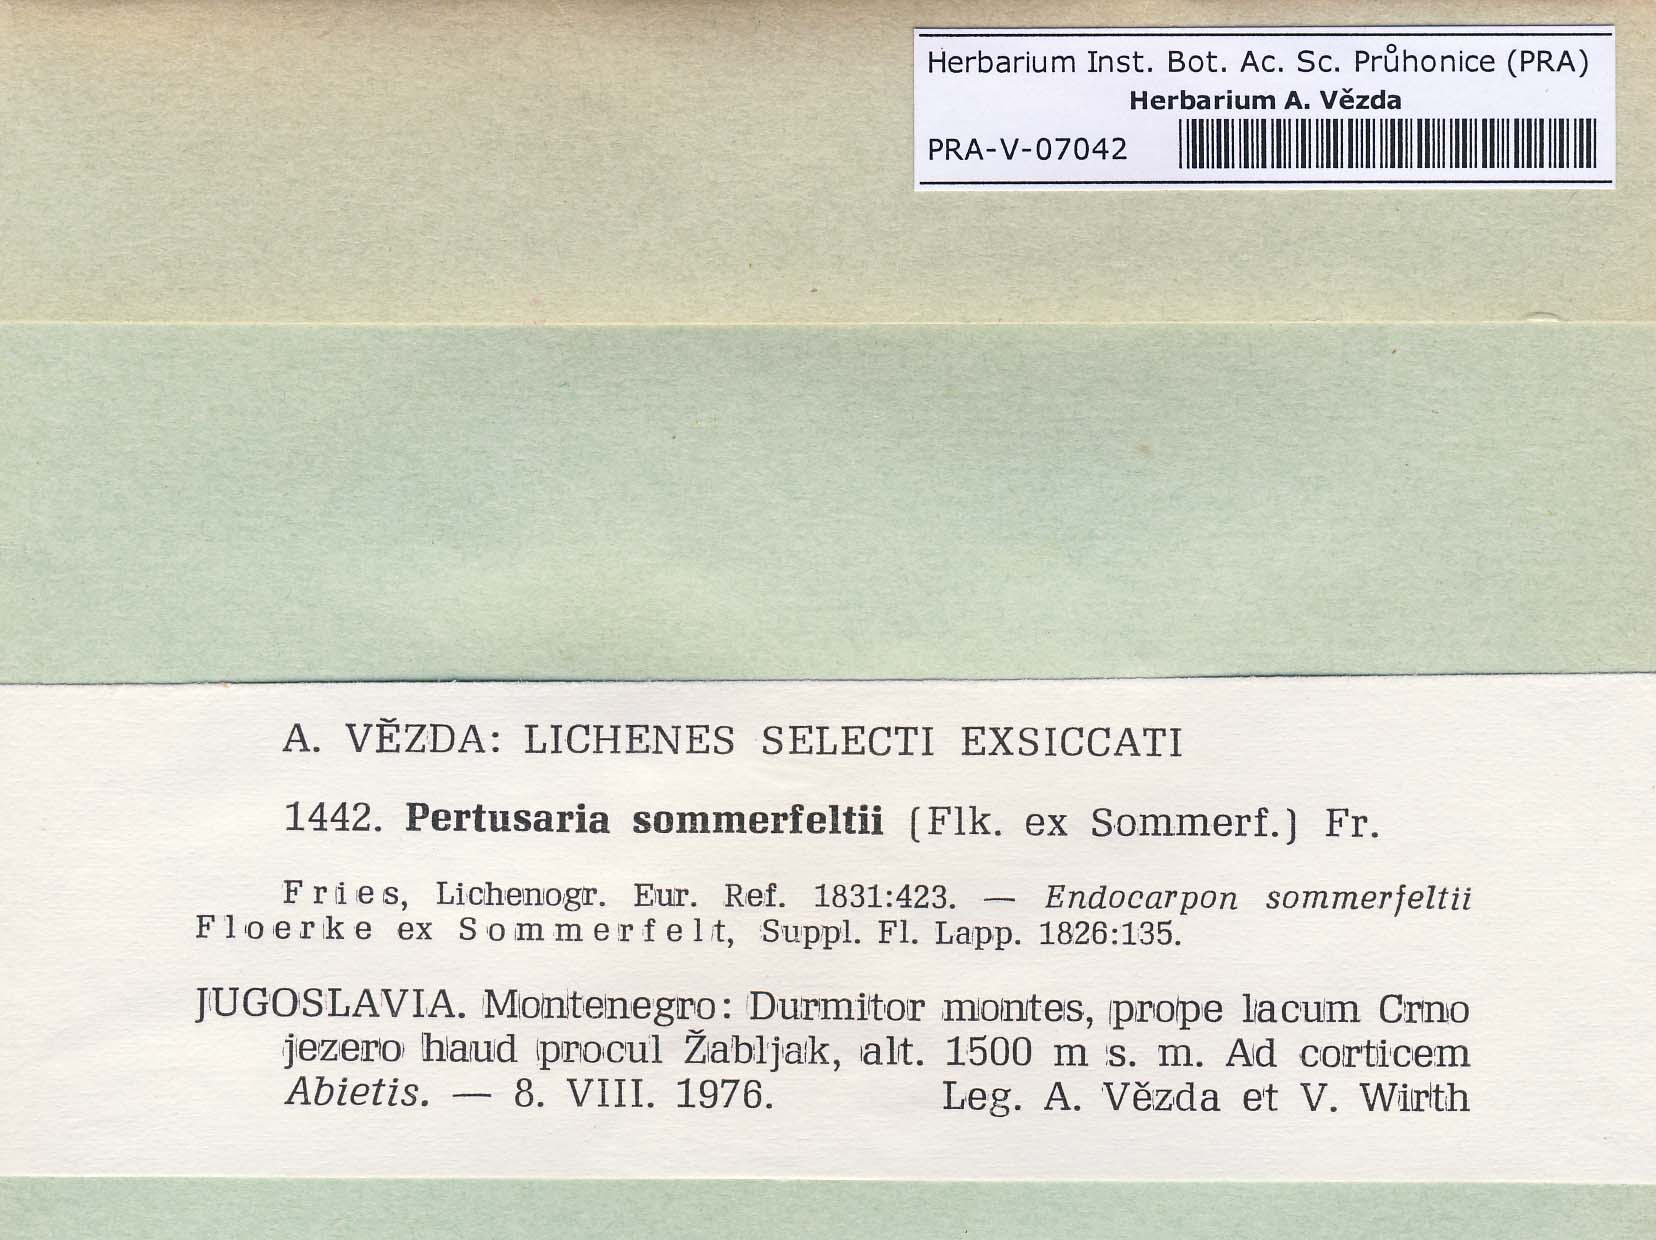 Herbarium Inst. Bot. Ac. Sc. Průhonice (PRA)
Herbarium A. Vězda
PRA-V-07042
A. VĚZDA: LICHENES SELECTI EXSICCATI
1442. Pertusaria sommerfeltii (Flk. ex Sommerf.) Fr.
Fries, Lichenogr. Eur. Ref. 1831:423. — Endocarpon sommerfeltii
Floerke ex Sommerfelt, Suppl. Fl. Lapp. 1826:135.
JUGOSLAVIA. Montenegro: Durmitor montes, prope lacum Crno
jezero haud procul Žabljak, alt. 1500 m s. m. Ad corticem
Abietis. — 8. VIII. 1976. Leg. A. Vězda et V. Wirth